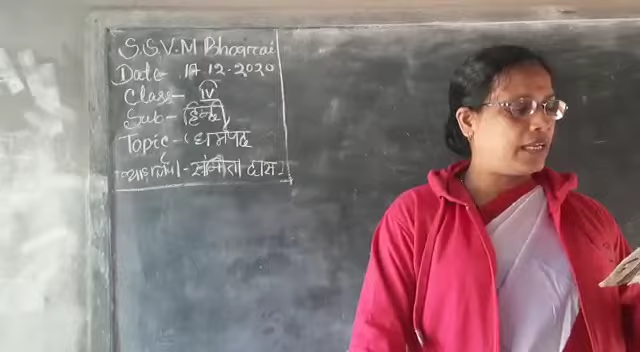 S.S.V.M Bhograi
Date- 17-12-2020
Class- IV
Sub- हिन्दी
Topic-
- संगीता दास